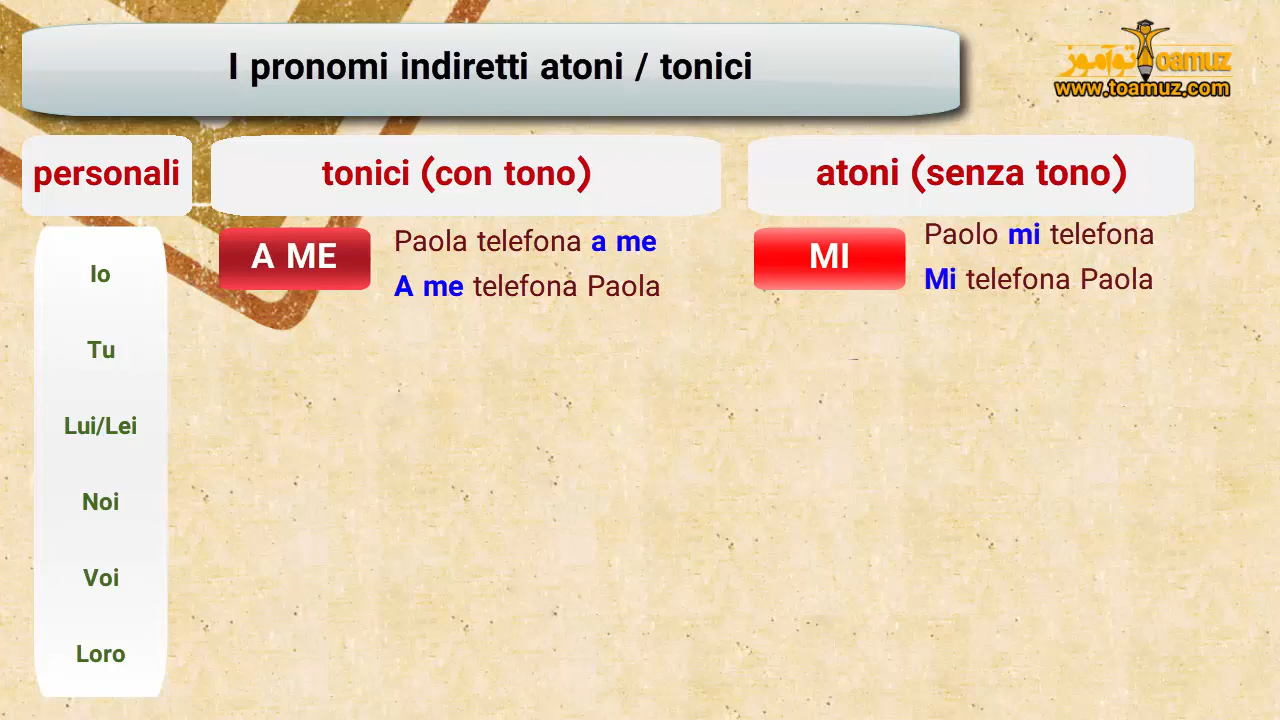 I pronomi indiretti atoni / tonici
توآموز Toamuz
www.toamuz.com
personali
tonici (con tono)
atoni (senza tono)
Io
Tu
Lui/Lei
Noi
Voi
Loro
A ME
Paola telefona a me
A me telefona Paola
MI
Paolo mi telefona
Mi telefona Paola